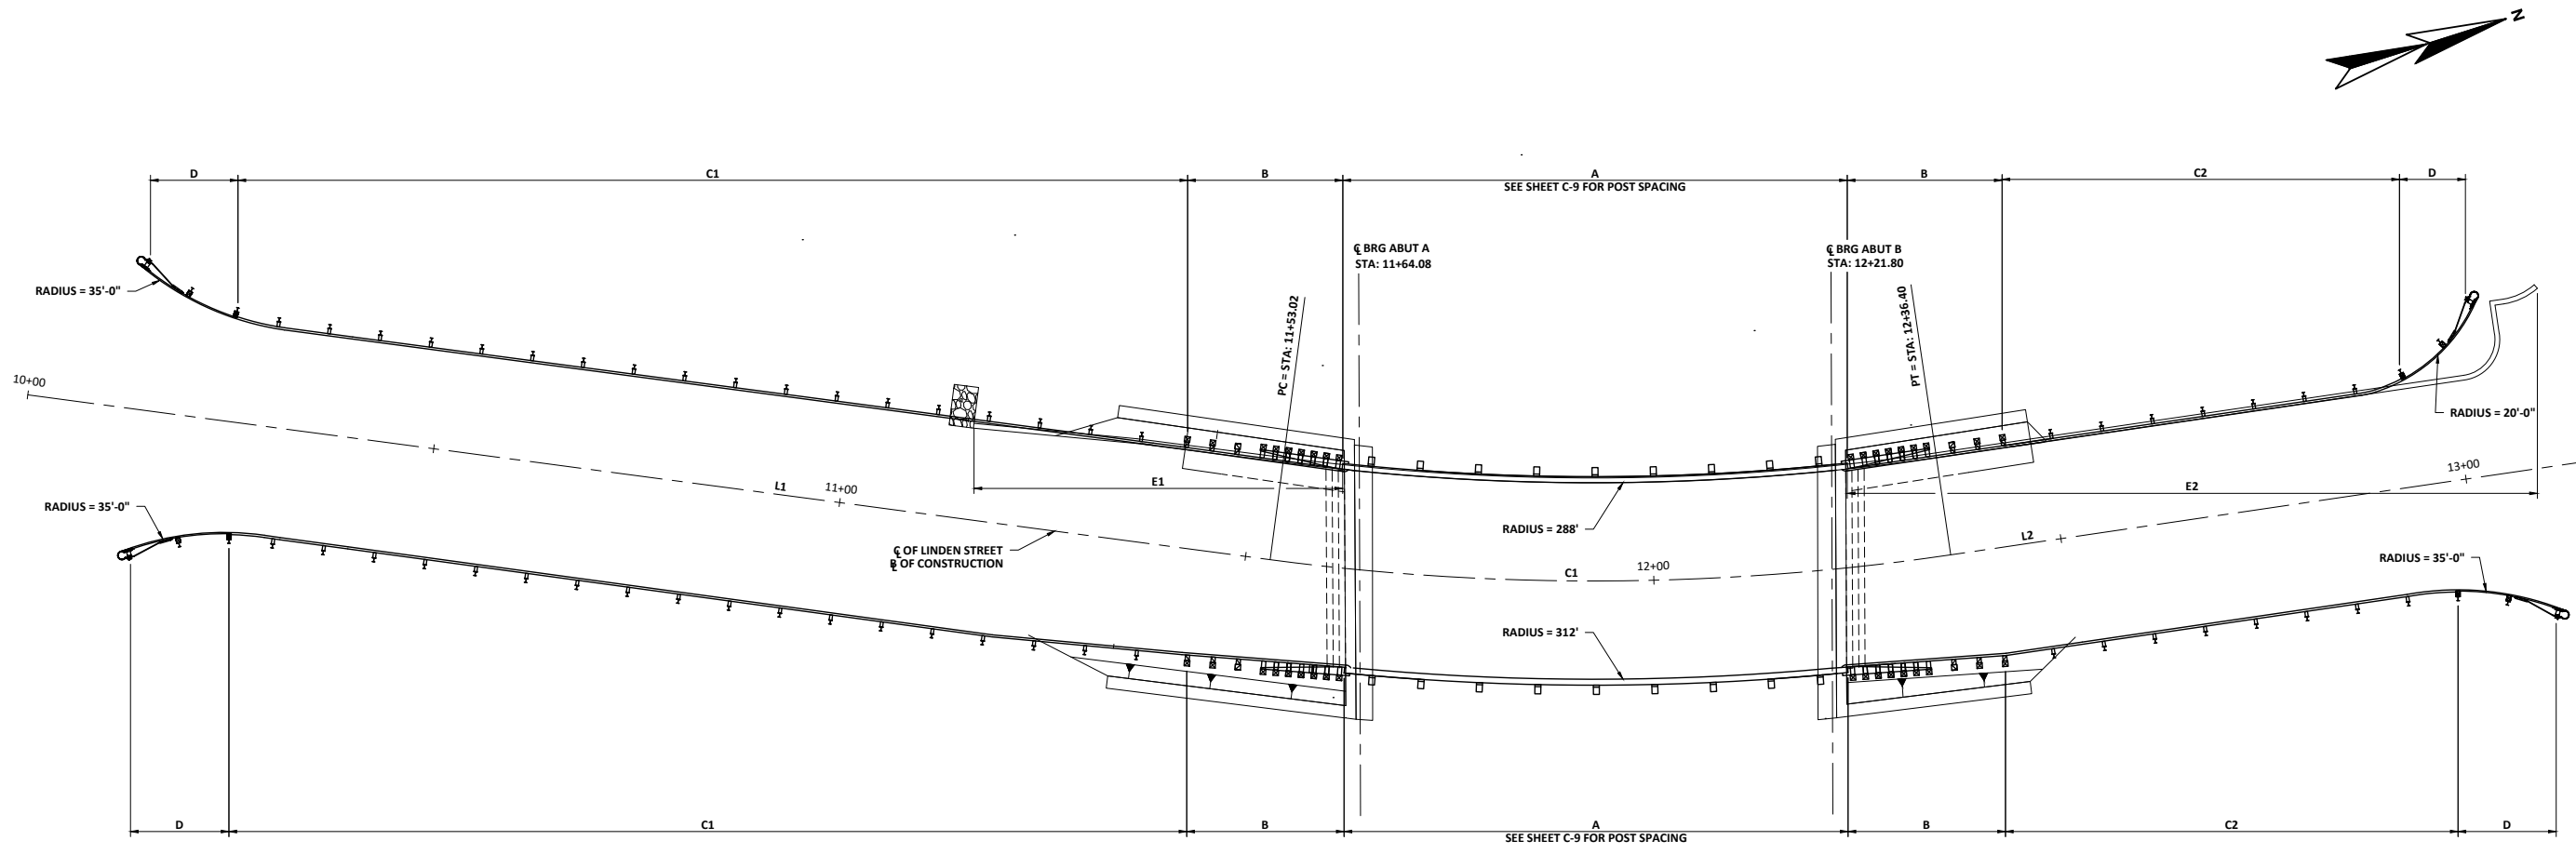 N
D C1 B A B C2 D
SEE SHEET C-9 FOR POST SPACING
℄ BRG ABUT A
STA: 11+64.08
℄ BRG ABUT B
STA: 12+21.80
RADIUS = 35'-0"
PC = STA: 11+53.02
PT = STA: 12+36.40
10+00
RADIUS = 20'-0"
13+00
L1
11+00
E1
E2
RADIUS = 35'-0"
RADIUS = 288'
L2
℄ OF LINDEN STREET
OF CONSTRUCTION
C1
12+00
RADIUS = 35'-0"
RADIUS = 312'
D C1 B A B C2 D
SEE SHEET C-9 FOR POST SPACING